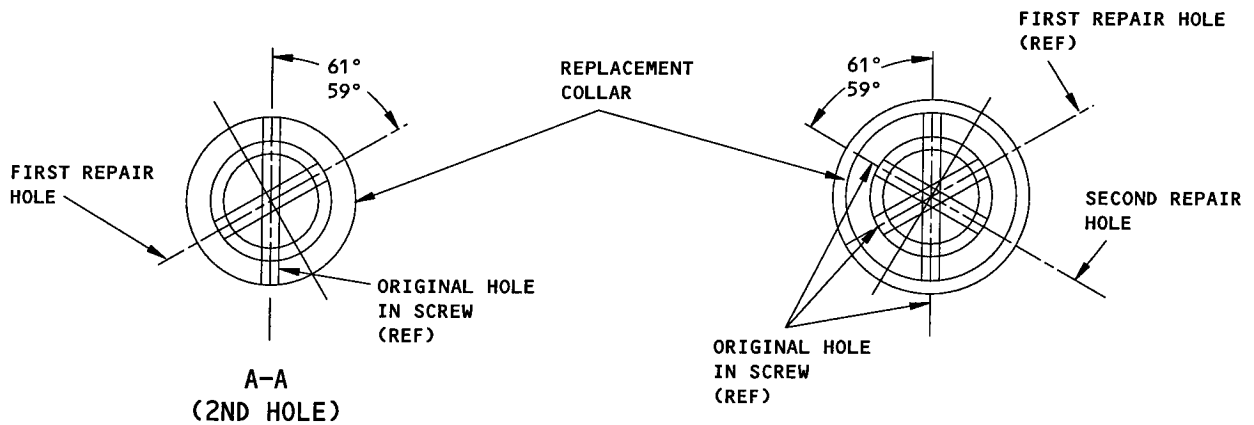 61°
59°
FIRST REPAIR
HOLE
ORIGINAL HOLE
IN SCREW
(REF)
A-A
(2ND HOLE)
REPLACEMENT
COLLAR
61°
59°
FIRST REPAIR HOLE
(REF)
SECOND REPAIR
HOLE
ORIGINAL HOLE
IN SCREW
(REF)